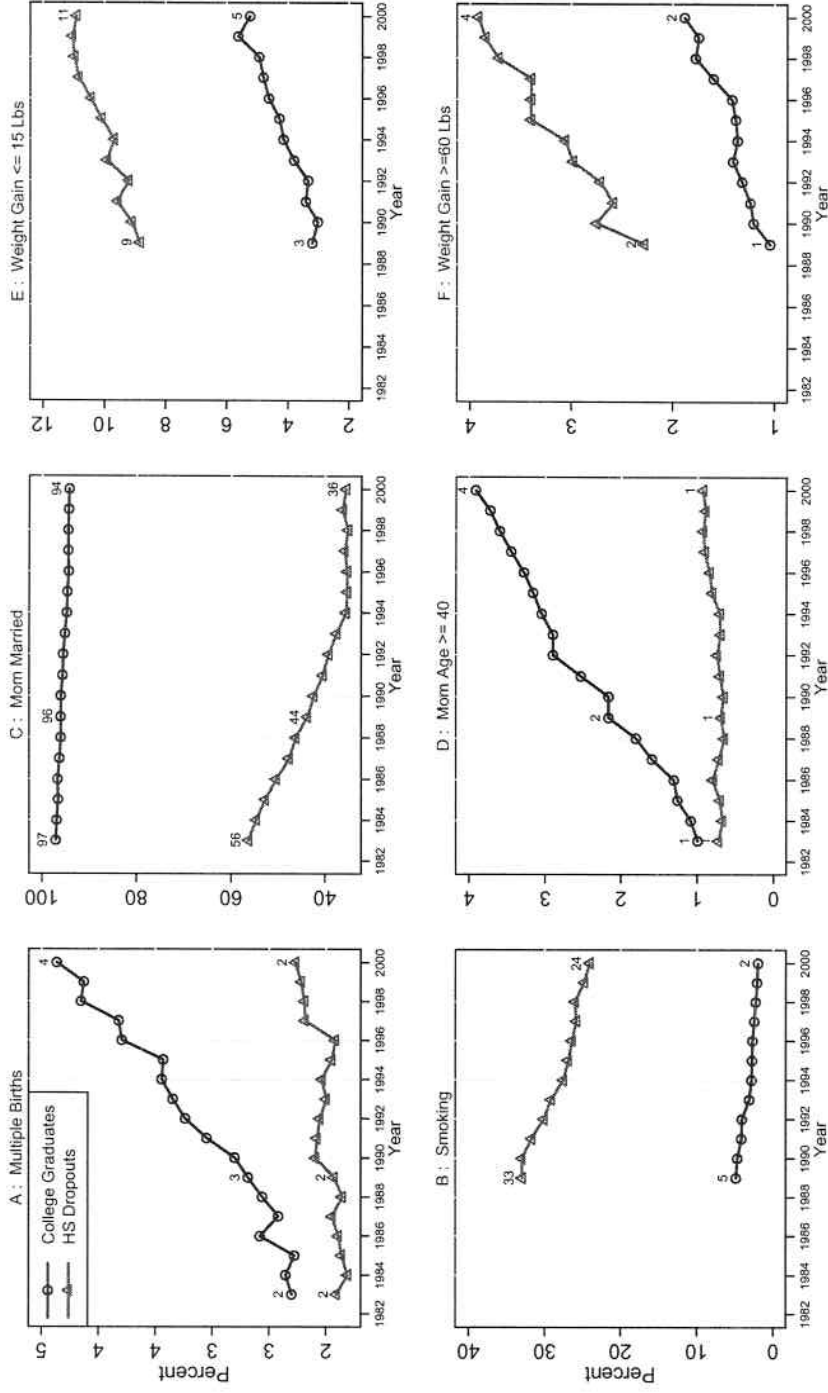 A : Multiple Births
College Graduates
HS Dropouts
Percent
5
4
4
3
3
2
2
2
2
3
2
4
2
1982 1984 1986 1988 1990 1992 1994 1996 1998 2000
Year
C : Mom Married
100
80
60
40
97
96
94
56
44
36
1982 1984 1986 1988 1990 1992 1994 1996 1998 2000
Year
E : Weight Gain <= 15 Lbs
12
10
8
6
4
2
9
11
3
5
1982 1984 1986 1988 1990 1992 1994 1996 1998 2000
Year
B : Smoking
Percent
40
30
20
10
0
33
24
5
2
1982 1984 1986 1988 1990 1992 1994 1996 1998 2000
Year
D : Mom Age >= 40
4
3
2
1
0
1
2
4
1
1
1
1982 1984 1986 1988 1990 1992 1994 1996 1998 2000
Year
F : Weight Gain >=60 Lbs
4
3
2
1
2
4
1
2
1982 1984 1986 1988 1990 1992 1994 1996 1998 2000
Year